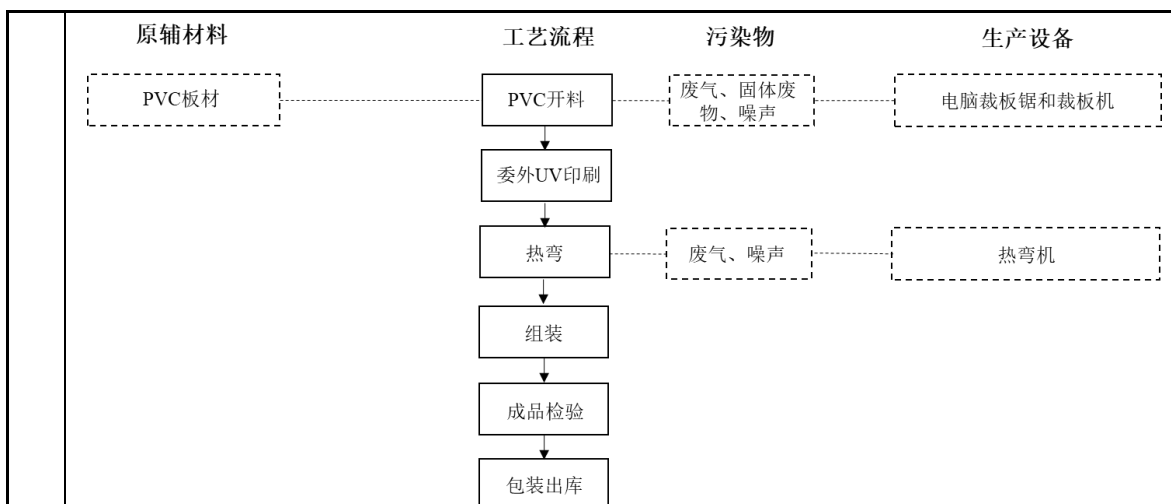 原辅材料 工艺流程 污染物 生产设备
PVC板材 PVC开料 废气、固体废 电脑裁板锯和裁板机
物、噪声
委外UV印刷
热弯 废气、噪声 热弯机
组装
成品检验
包装出库